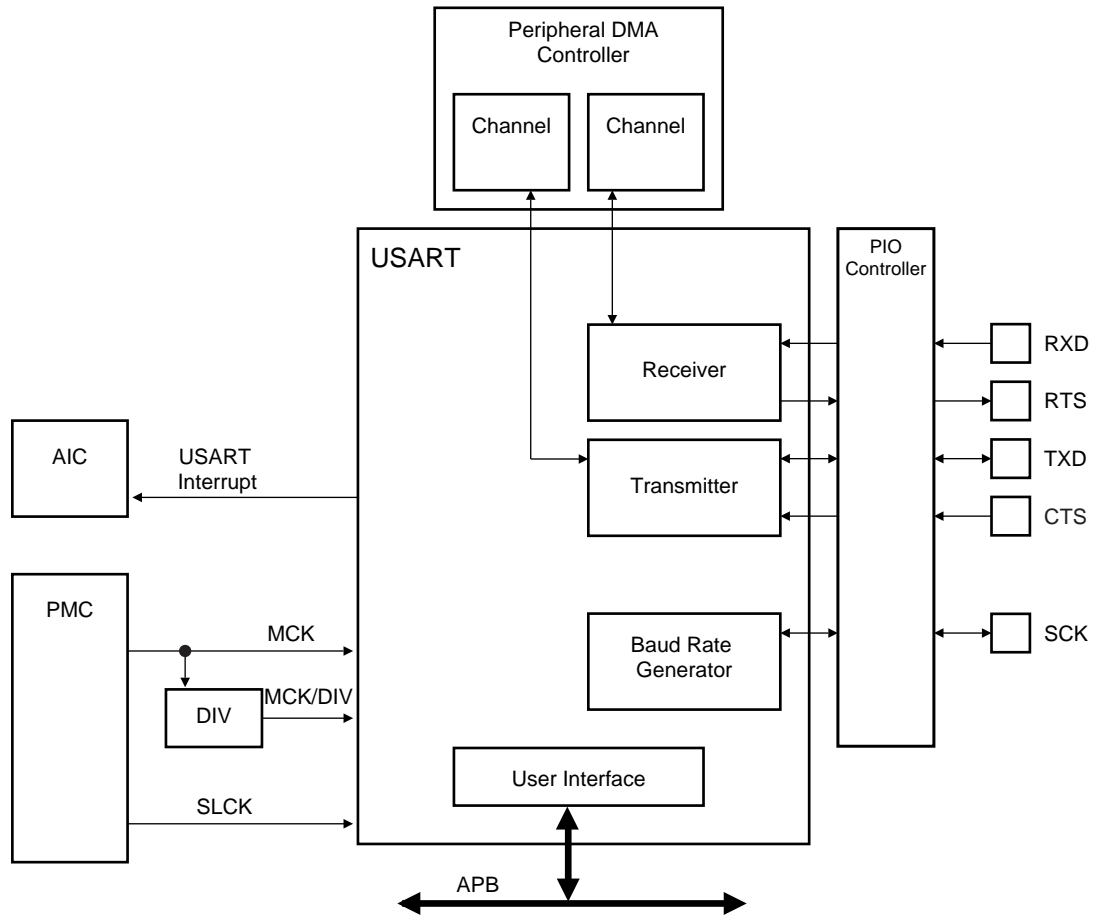 Peripheral DMA
Controller
Channel
Channel
USART
PIO
Controller
Receiver
RXD
RTS
AIC
USART
Interrupt
Transmitter
TXD
CTS
PMC
MCK
Baud Rate
Generator
SCK
MCK/DIV
DIV
User Interface
SLCK
APB